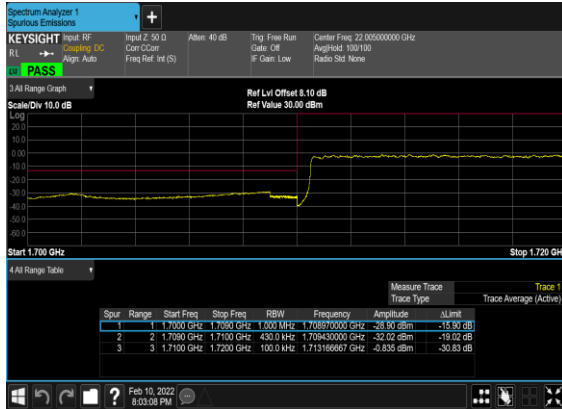 Spectrum Analyzer 1
Spurious Emissions
+
KEYSIGHT Input: RF Input Z: 50 Ω Atten: 40 dB Trig: Free Run Center Freq: 22.005000000 GHz
RL Coupling: DC Corr CCorr Gate: Off Avg|Hold: 100/100
Align: Auto Freq Ref: Int (S) IF Gain: Low Radio Std: None
PASS
3 All Range Graph
Ref Lvl Offset 8.10 dB
Scale/Div 10.0 dB Ref Value 30.00 dBm
Log
20.0
10.0
0.00
-10.0
-20.0
-30.0
-40.0
-50.0
-60.0
Start 1.700 GHz Stop 1.720 GH
4 All Range Table
Measure Trace Trace 1
Trace Type Trace Average (Active)
Spur Range Start Freq Stop Freq RBW Frequency Amplitude ΔLimit
1 1 1.7000 GHz 1.7090 GHz 1.000 MHz 1.708970000 GHz -28.90 dBm -15.90 dB
2 2 1.7090 GHz 1.7100 GHz 430.0 kHz 1.709430000 GHz -32.02 dBm -19.02 dB
3 3 1.7100 GHz 1.7200 GHz 100.0 kHz 1.713166667 GHz -0.835 dBm -30.83 dB
? Feb 10, 2022
8:03:08 PM